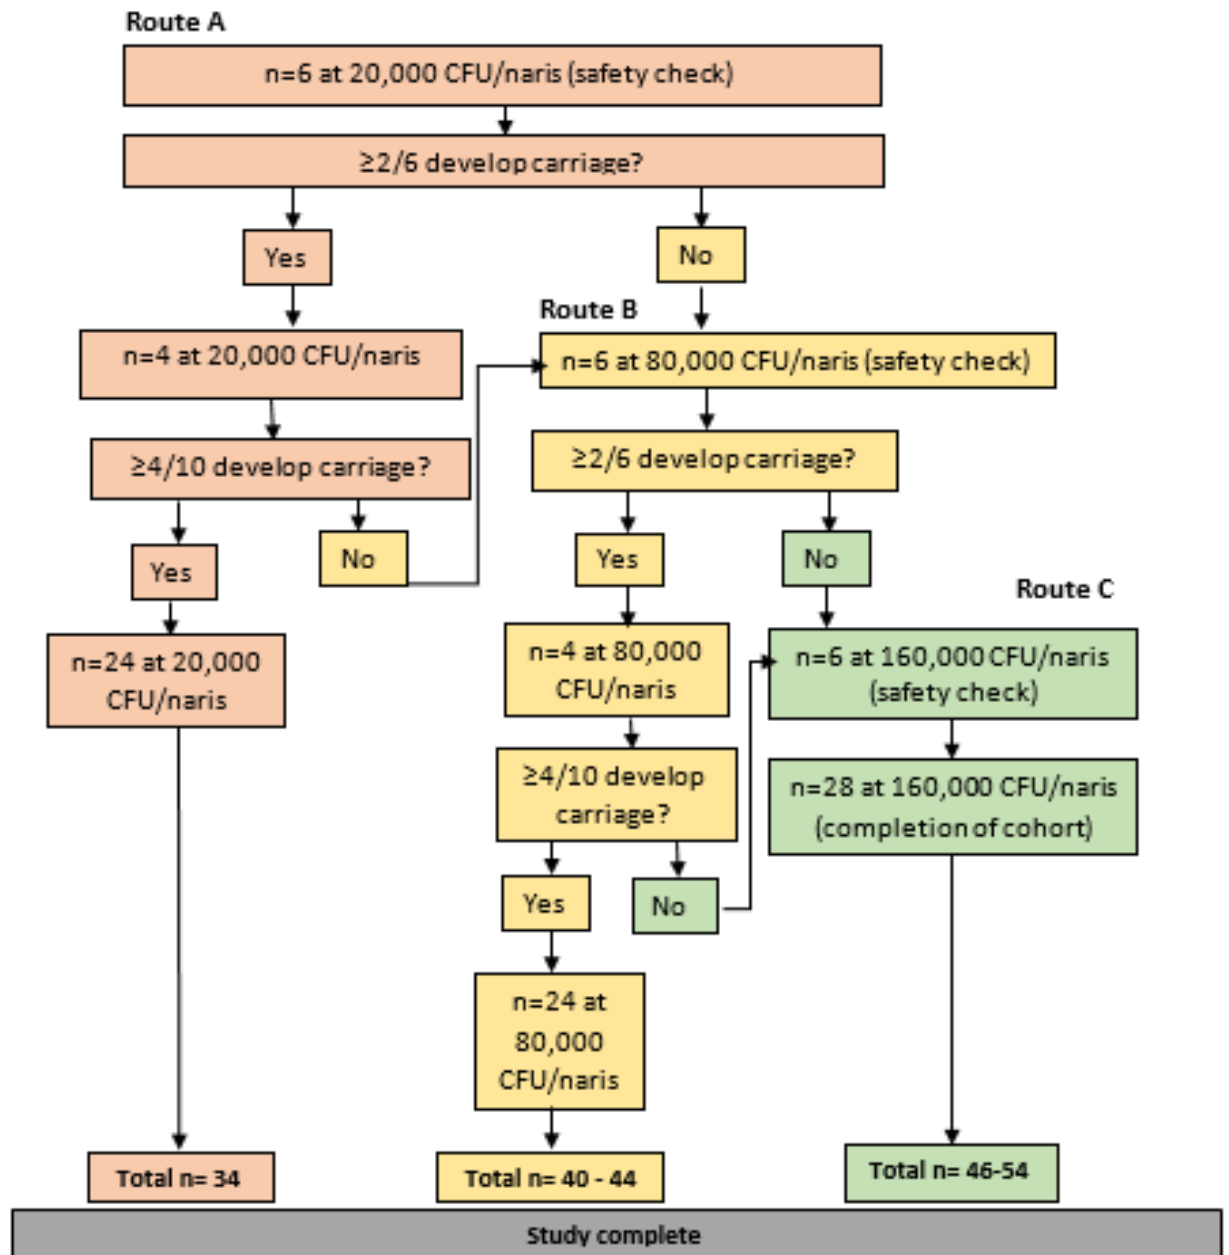 Route A
n=6 at 20,000 CFU/naris (safety check)
≥2/6 develop carriage?
Yes
No
Route B
n=4 at 20,000 CFU/naris
n=6 at 80,000 CFU/naris (safety check)
≥4/10 develop carriage?
≥2/6 develop carriage?
Yes
No
Yes
No
Route C
n=24 at 20,000
CFU/naris
n=4 at 80,000
CFU/naris
n=6 at 160,000 CFU/naris
(safety check)
≥4/10 develop
carriage?
n=28 at 160,000 CFU/naris
(completion of cohort)
Yes
No
n=24 at
80,000
CFU/naris
Total n= 34
Total n= 40 - 44
Total n= 46-54
Study complete